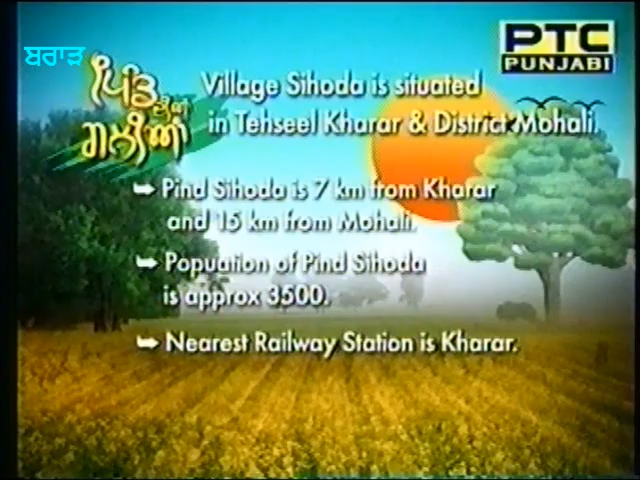 ਬਰਾੜ
PTC
PUNJABI
ਪਿੰਡ ਦੀਆਂ
ਗਲੀਆਂ
Village Sihoda is situated
in Tehseel Kharar & District Mohali.
Pind Sihoda is 7 km from Kharar
and 15 km from Mohali.
Popuation of Pind Sihoda
is approx 3500.
Nearest Railway Station is Kharar.